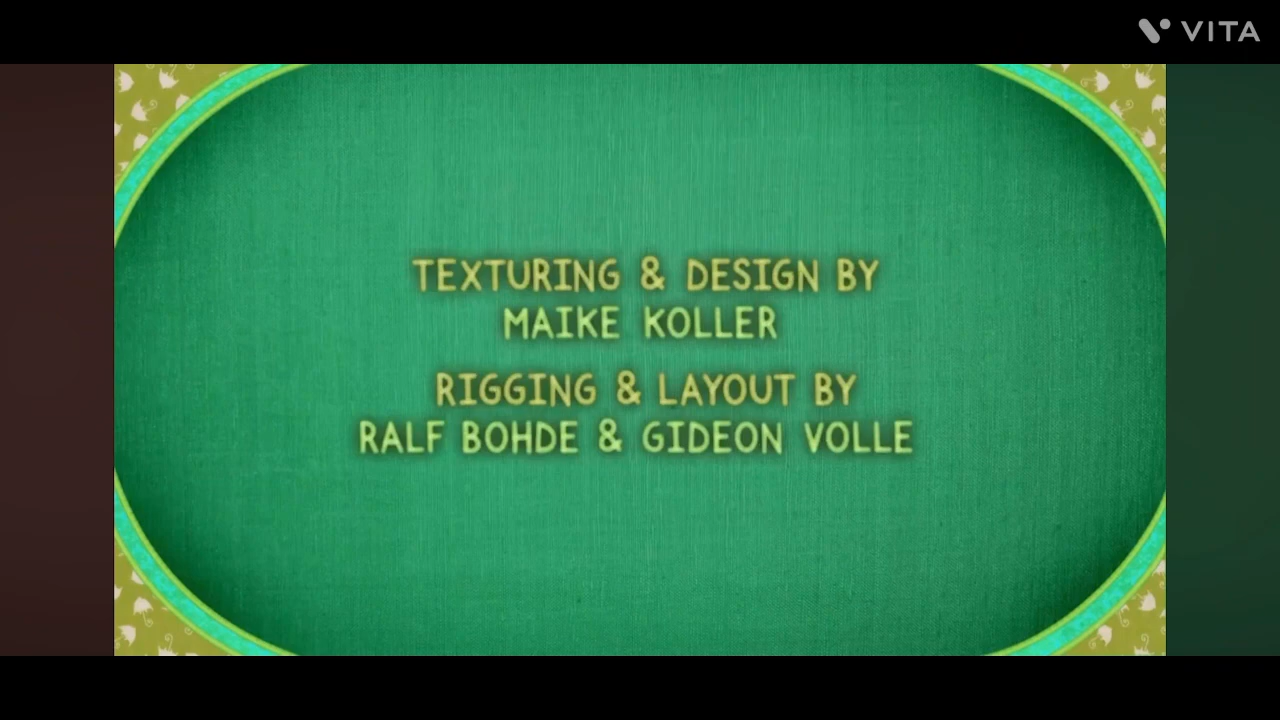 VITA
TEXTURING & DESIGN BY
MAIKE KOLLER
RIGGING & LAYOUT BY
RALF BOHDE & GIDEON VOLLE